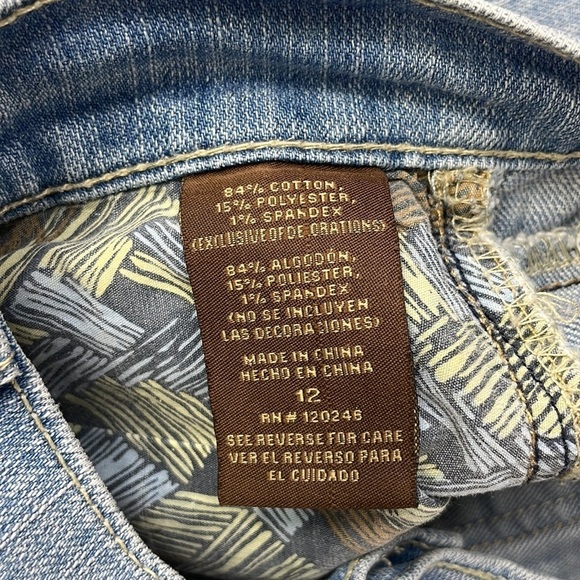 84% COTTON,
15% POLYESTER,
1% SPANDEX
(EXCLUSIVE OF DECORATIONS)
84% ALGODÓN,
15% POLIESTER,
1% SPANDEX
(NO SE INCLUYEN
LAS DECORACIONES)
MADE IN CHINA
HECHO EN CHINA
12
RN# 120246
SEE REVERSE FOR CARE
VER EL REVERSO PARA
EL CUIDADO